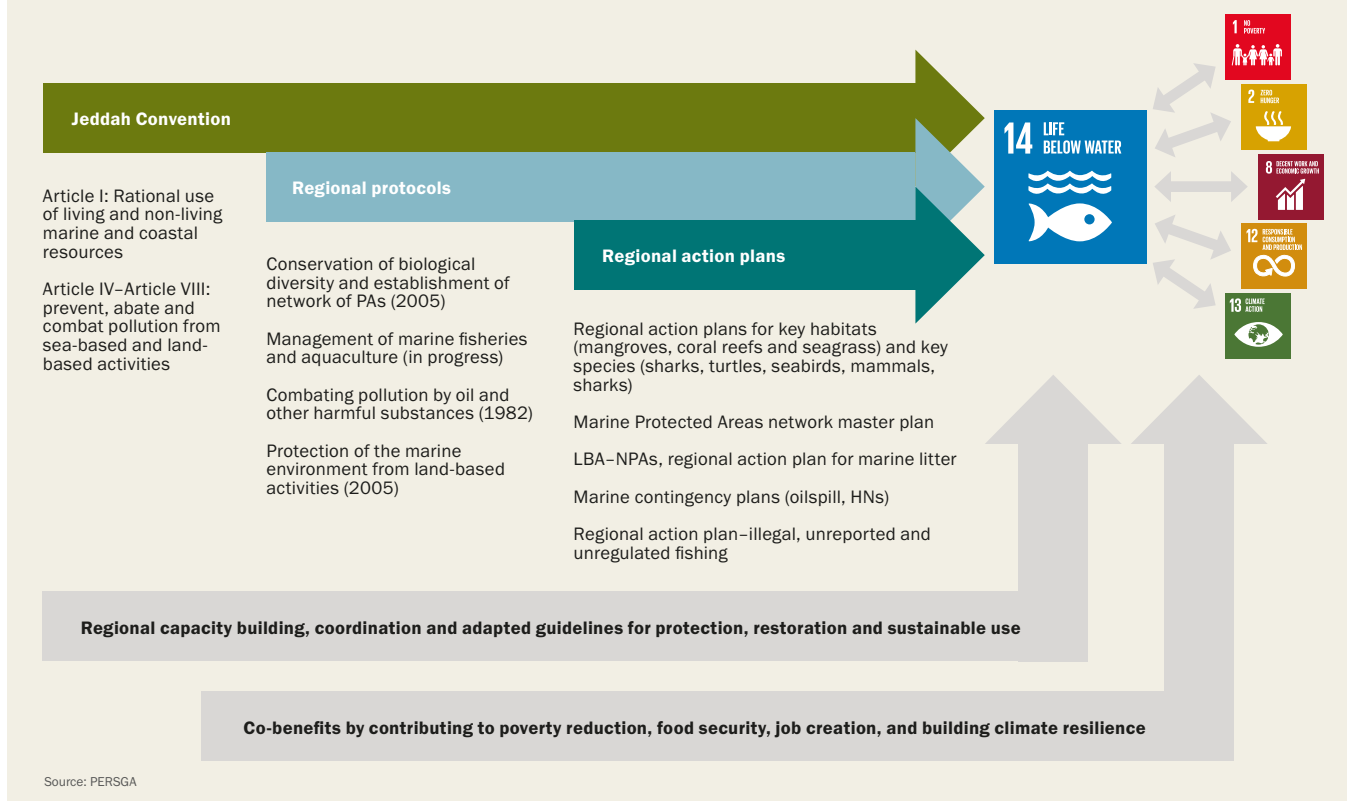 Jeddah Convention
Article I: Rational use
of living and non-living
marine and coastal
resources
Article IV–Article VIII:
prevent, abate and
combat pollution from
sea-based and land-
based activities
Regional protocols
Conservation of biological
diversity and establishment of
network of PAs (2005)
Management of marine fisheries
and aquaculture (in progress)
Combating pollution by oil and
other harmful substances (1982)
Protection of the marine
environment from land-based
activities (2005)
Regional action plans
Regional action plans for key habitats
(mangroves, coral reefs and seagrass) and key
species (sharks, turtles, seabirds, mammals,
sharks)
Marine Protected Areas network master plan
LBA–NPAs, regional action plan for marine litter
Marine contingency plans (oilspill, HNs)
Regional action plan–illegal, unreported and
unregulated fishing
14 LIFE
BELOW WATER
1 NO
POVERTY
2 ZERO
HUNGER
8 DECENT WORK AND
ECONOMIC GROWTH
12 RESPONSIBLE
CONSUMPTION
AND PRODUCTION
13 CLIMATE
ACTION
Regional capacity building, coordination and adapted guidelines for protection, restoration and sustainable use
Co-benefits by contributing to poverty reduction, food security, job creation, and building climate resilience
Source: PERSGA